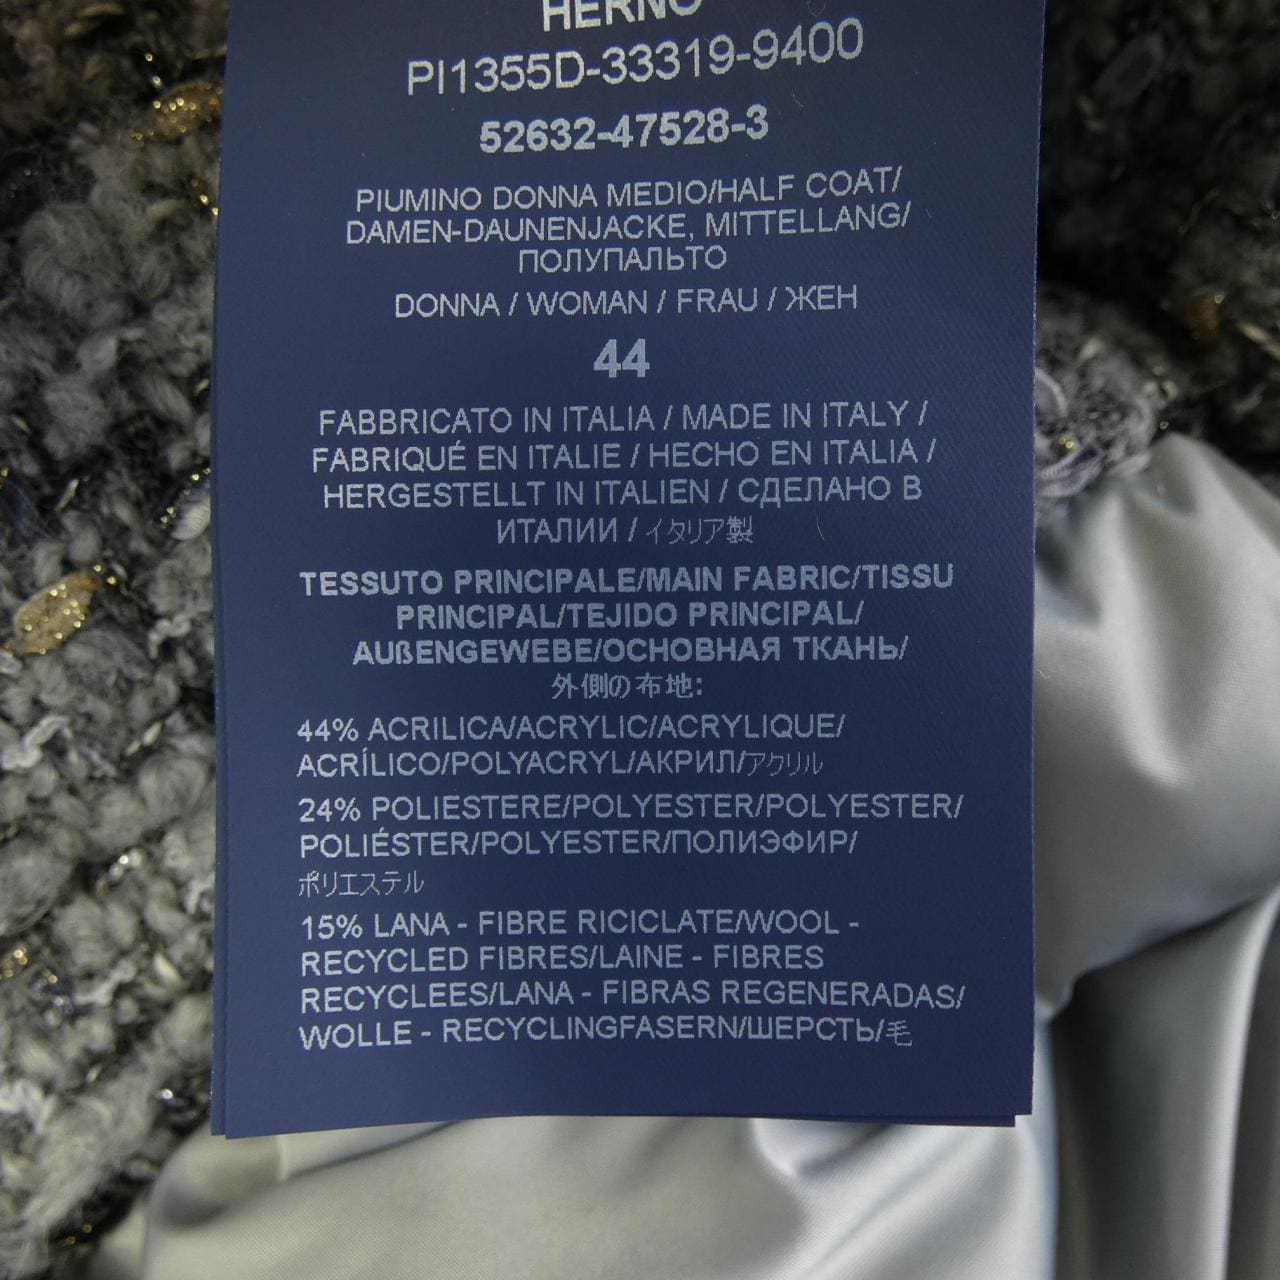 HERNO
PI1355D-33319-9400
52632-47528-3
PIUMINO DONNA MEDIO/HALF COAT/
DAMEN-DAUNENJACKE, MITTELLANG/
ПОЛУПАЛЬТО
DONNA / WOMAN / FRAU / ЖЕН
44
FABBRICATO IN ITALIA / MADE IN ITALY /
FABRIQUÉ EN ITALIE / HECHO EN ITALIA /
HERGESTELLT IN ITALIEN / СДЕЛАНО В
ИТАЛИИ / イタリア製
TESSUTO PRINCIPALE/MAIN FABRIC/TISSU
PRINCIPAL/TEJIDO PRINCIPAL/
AUßENGEWEBE/ОСНОВНАЯ ТКАНЬ/
外側の布地:
44% ACRILICA/ACRYLIC/ACRYLIQUE/
ACRÍLICO/POLYACRYL/АКРИЛ/アクリル
24% POLIESTERE/POLYESTER/POLYESTER/
POLIÉSTER/POLYESTER/ПОЛИЭФИР/
ポリエステル
15% LANA - FIBRE RICICLATE/WOOL -
RECYCLED FIBRES/LAINE - FIBRES
RECYCLEES/LANA - FIBRAS REGENERADAS/
WOLLE - RECYCLINGFASERN/ШЕРСТЬ/毛